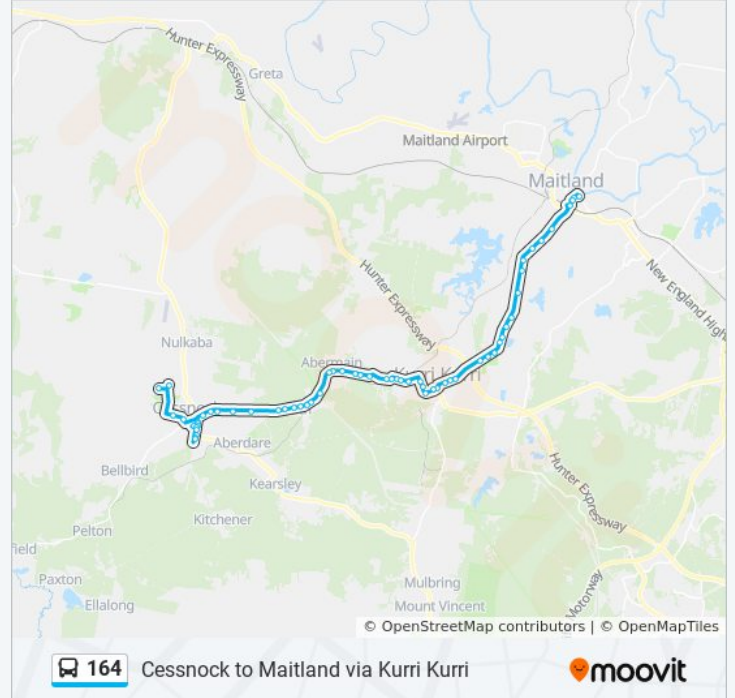 Hunter Expressway
Greta
Maitland Airport
Maitland
Hunter Expressway
New England High
Nulkaba
Abermain
Kurri Kurri
Cessnock
Aberdare
Bellbird
Kearsley
Hunter Expressway
Kitchener
Pelton
field
Paxton
Ellalong
Mulbring
Mount Vincent
Motorway
© OpenStreetMap contributors | © OpenMapTiles
164 Cessnock to Maitland via Kurri Kurri
moovit